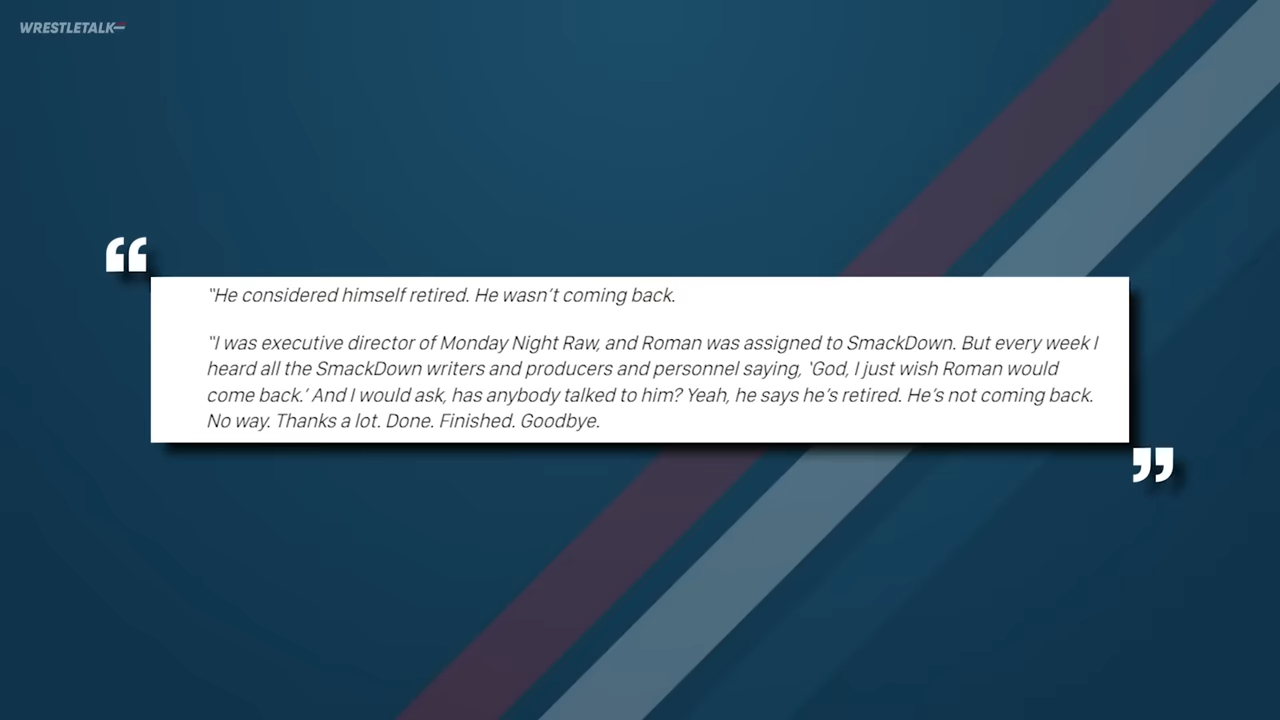 WRESTLETALK
“
“He considered himself retired. He wasn’t coming back.
“I was executive director of Monday Night Raw, and Roman was assigned to SmackDown. But every week I
heard all the SmackDown writers and producers and personnel saying, ‘God, I just wish Roman would
come back.’ And I would ask, has anybody talked to him? Yeah, he says he’s retired. He’s not coming back.
No way. Thanks a lot. Done. Finished. Goodbye.
”